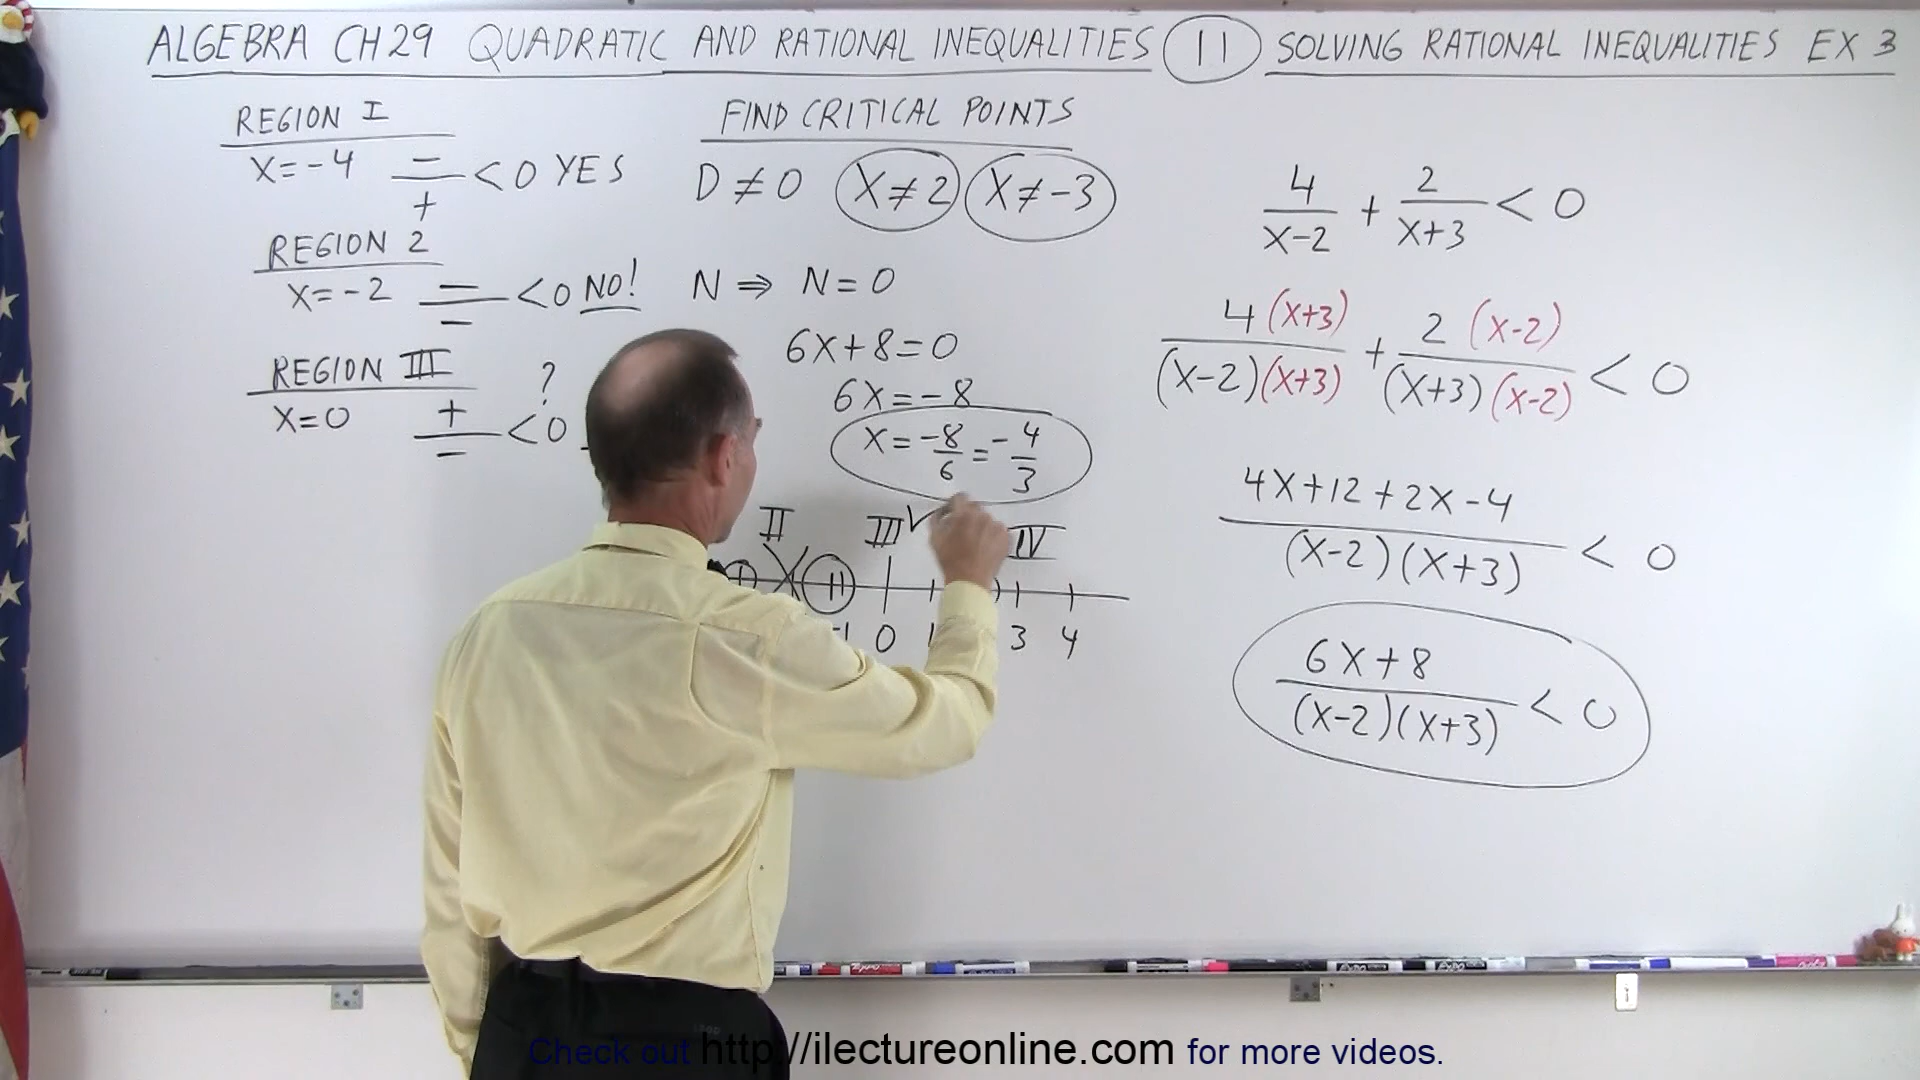 ALGEBRA CH 29 QUADRATIC AND RATIONAL INEQUALITIES 11 SOLVING RATIONAL INEQUALITIES EX 3
REGION I
X=-4 -/+ <0 YES
REGION 2
X=-2 -/- <0 NO!
REGION III
X=0 +/- <0 ?
FIND CRITICAL POINTS
D≠0 X≠2 X≠-3
N ⇒ N=0
6X+8=0
6X=-8
X=-8/6=-4/3
II III✓ IV
-1 0 1 3 4
4/(X-2) + 2/(X+3) < 0
4(X+3)/(X-2)(X+3) + 2(X-2)/(X+3)(X-2) < 0
4X+12+2X-4/(X-2)(X+3) < 0
6X+8/(X-2)(X+3) < 0
Check out http://ilectureonline.com for more videos.